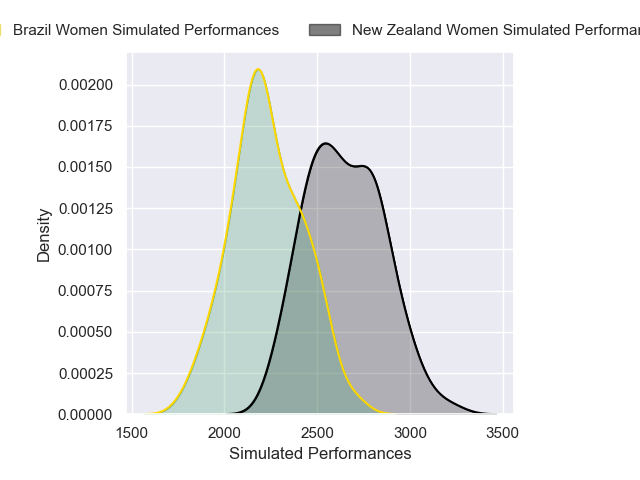 Brazil Women Simulated Performances
New Zealand Women Simulated
0.00200
0.00175
0.00150
0.00125
0.00100
0.00075
0.00050
0.00025
0.00000
Density
1500 2000 2500 3000 3500
Simulated Performances